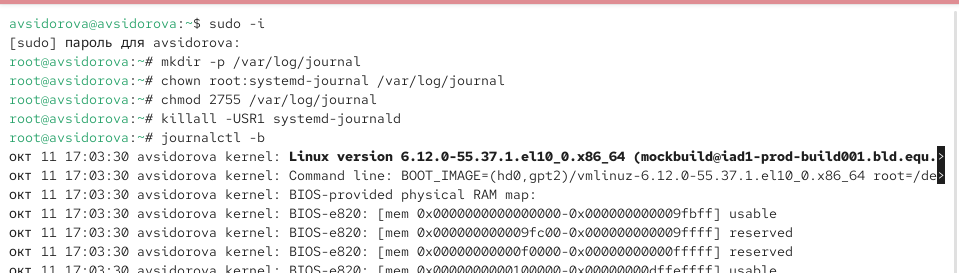 avsidorova@avsidorova:~$ sudo -i
[sudo] пароль для avsidorova:
root@avsidorova:~# mkdir -p /var/log/journal
root@avsidorova:~# chown root:systemd-journal /var/log/journal
root@avsidorova:~# chmod 2755 /var/log/journal
root@avsidorova:~# killall -USR1 systemd-journald
root@avsidorova:~# journalctl -b
окт 11 17:03:30 avsidorova kernel: Linux version 6.12.0-55.37.1.el10_0.x86_64 (mockbuild@iad1-prod-build001.bld.equ.>
окт 11 17:03:30 avsidorova kernel: Command line: BOOT_IMAGE=(hd0,gpt2)/vmlinuz-6.12.0-55.37.1.el10_0.x86_64 root=/de>
окт 11 17:03:30 avsidorova kernel: BIOS-provided physical RAM map:
окт 11 17:03:30 avsidorova kernel: BIOS-e820: [mem 0x0000000000000000-0x000000000009fbff] usable
окт 11 17:03:30 avsidorova kernel: BIOS-e820: [mem 0x000000000009fc00-0x000000000009ffff] reserved
окт 11 17:03:30 avsidorova kernel: BIOS-e820: [mem 0x00000000000f0000-0x00000000000fffff] reserved
окт 11 17:03:30 avsidorova kernel: BIOS-e820: [mem 0x0000000000100000-0x00000000dffeffff] usable